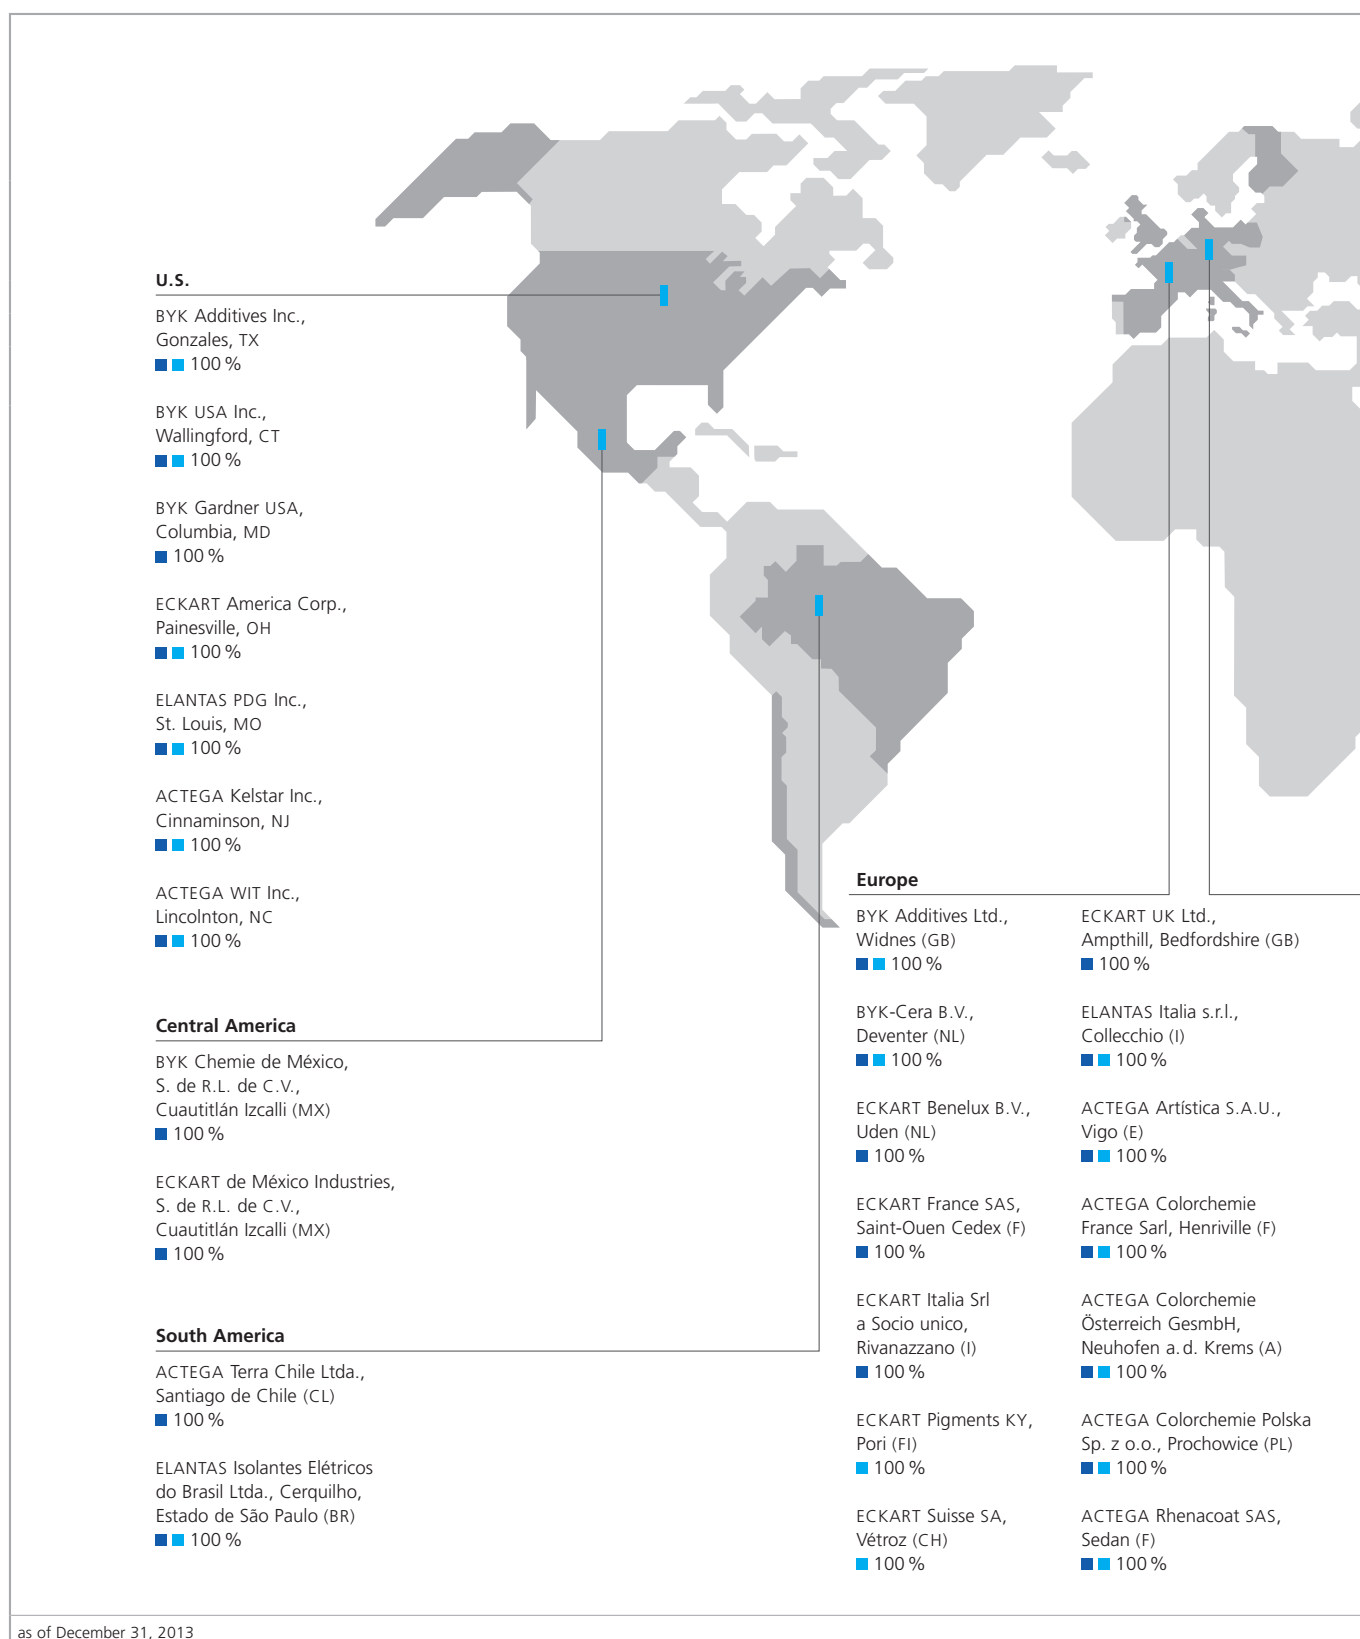 U.S.
BYK Additives Inc.,
Gonzales, TX
100 %
BYK USA Inc.,
Wallingford, CT
100 %
BYK Gardner USA,
Columbia, MD
100 %
ECKART America Corp.,
Painesville, OH
100 %
ELANTAS PDG Inc.,
St. Louis, MO
100 %
ACTEGA Kelstar Inc.,
Cinnaminson, NJ
100 %
ACTEGA WIT Inc.,
Lincolnton, NC
100 %
Central America
BYK Chemie de México,
S. de R.L. de C.V.,
Cuautitlán Izcalli (MX)
100 %
ECKART de México Industries,
S. de R.L. de C.V.,
Cuautitlán Izcalli (MX)
100 %
South America
ACTEGA Terra Chile Ltda.,
Santiago de Chile (CL)
100 %
ELANTAS Isolantes Elétricos
do Brasil Ltda., Cerquilho,
Estado de São Paulo (BR)
100 %
Europe
BYK Additives Ltd.,
Widnes (GB)
100 %
BYK-Cera B.V.,
Deventer (NL)
100 %
ECKART Benelux B.V.,
Uden (NL)
100 %
ECKART France SAS,
Saint-Ouen Cedex (F)
100 %
ECKART Italia Srl
a Socio unico,
Rivanazzano (I)
100 %
ECKART Pigments KY,
Pori (FI)
100 %
ECKART Suisse SA,
Vétroz (CH)
100 %
ECKART UK Ltd.,
Ampthill, Bedfordshire (GB)
100 %
ELANTAS Italia s.r.l.,
Collecchio (I)
100 %
ACTEGA Artística S.A.U.,
Vigo (E)
100 %
ACTEGA Colorchemie
France Sarl, Henriville (F)
100 %
ACTEGA Colorchemie
Österreich GesmbH,
Neuhofen a. d. Krems (A)
100 %
ACTEGA Colorchemie Polska
Sp. z o.o., Prochowice (PL)
100 %
ACTEGA Rhenacoat SAS,
Sedan (F)
100 %
as of December 31, 2013